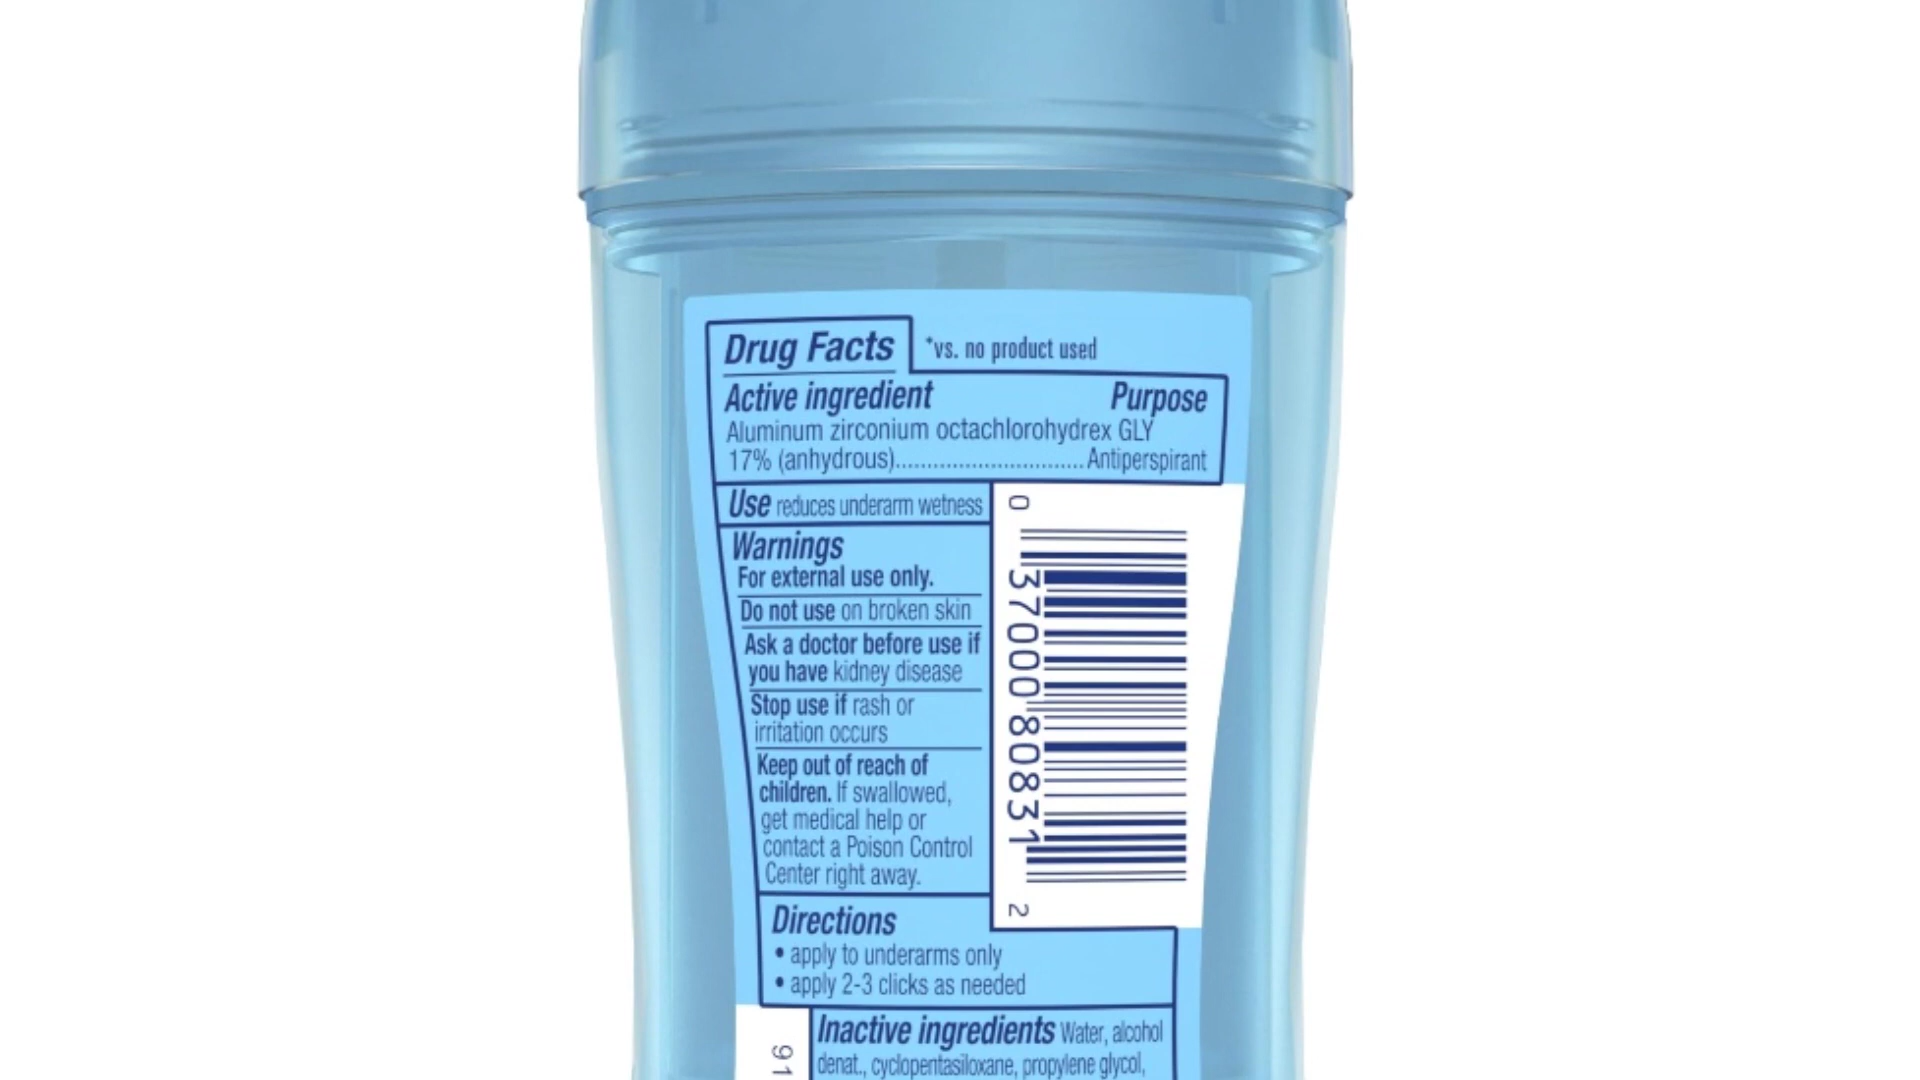 Drug Facts *vs. no product used
Active ingredient Purpose
Aluminum zirconium octachlorohydrex GLY
17% (anhydrous)..............................Antiperspirant
Use reduces underarm wetness
Warnings
For external use only.
Do not use on broken skin
Ask a doctor before use if
you have kidney disease
Stop use if rash or
irritation occurs
Keep out of reach of
children. If swallowed,
get medical help or
contact a Poison Control
Center right away.
0 37000 80831 2
Directions
• apply to underarms only
• apply 2-3 clicks as needed
Inactive ingredients Water, alcohol
denat., cyclopentasiloxane, propylene glycol,
91